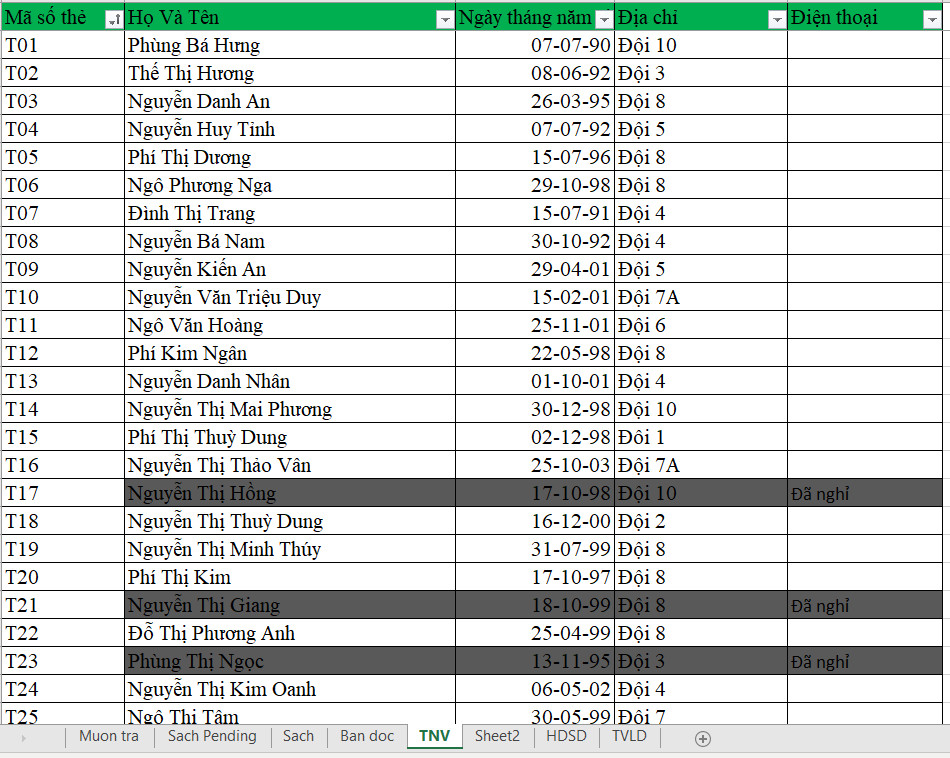 Mã số thẻ Họ Và Tên Ngày tháng năm Địa chỉ Điện thoại
T01 Phùng Bá Hưng 07-07-90 Đội 10
T02 Thế Thị Hương 08-06-92 Đội 3
T03 Nguyễn Danh An 26-03-95 Đội 8
T04 Nguyễn Huy Tỉnh 07-07-92 Đội 5
T05 Phí Thị Dương 15-07-96 Đội 8
T06 Ngô Phương Nga 29-10-98 Đội 8
T07 Đình Thị Trang 15-07-91 Đội 4
T08 Nguyễn Bá Nam 30-10-92 Đội 4
T09 Nguyễn Kiến An 29-04-01 Đội 5
T10 Nguyễn Văn Triệu Duy 15-02-01 Đội 7A
T11 Ngô Văn Hoàng 25-11-01 Đội 6
T12 Phí Kim Ngân 22-05-98 Đội 8
T13 Nguyễn Danh Nhân 01-10-01 Đội 4
T14 Nguyễn Thị Mai Phương 30-12-98 Đội 10
T15 Phí Thị Thuỳ Dung 02-12-98 Đôi 1
T16 Nguyễn Thị Thảo Vân 25-10-03 Đội 7A
T17 Nguyễn Thị Hồng 17-10-98 Đội 10 Đã nghỉ
T18 Nguyễn Thị Thuỳ Dung 16-12-00 Đội 2
T19 Nguyễn Thị Minh Thúy 31-07-99 Đội 8
T20 Phí Thị Kim 17-10-97 Đội 8
T21 Nguyễn Thị Giang 18-10-99 Đội 8 Đã nghỉ
T22 Đỗ Thị Phương Anh 25-04-99 Đội 8
T23 Phùng Thị Ngọc 13-11-95 Đội 3 Đã nghỉ
T24 Nguyễn Thị Kim Oanh 06-05-02 Đội 4
T25 Ngô Thị Tâm 30-05-99 Đội 7
Muon tra Sach Pending Sach Ban doc TNV Sheet2 HDSD TVLD